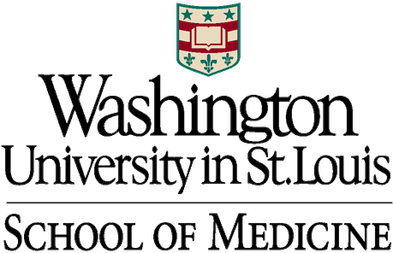 Washington
University in St. Louis
SCHOOL OF MEDICINE